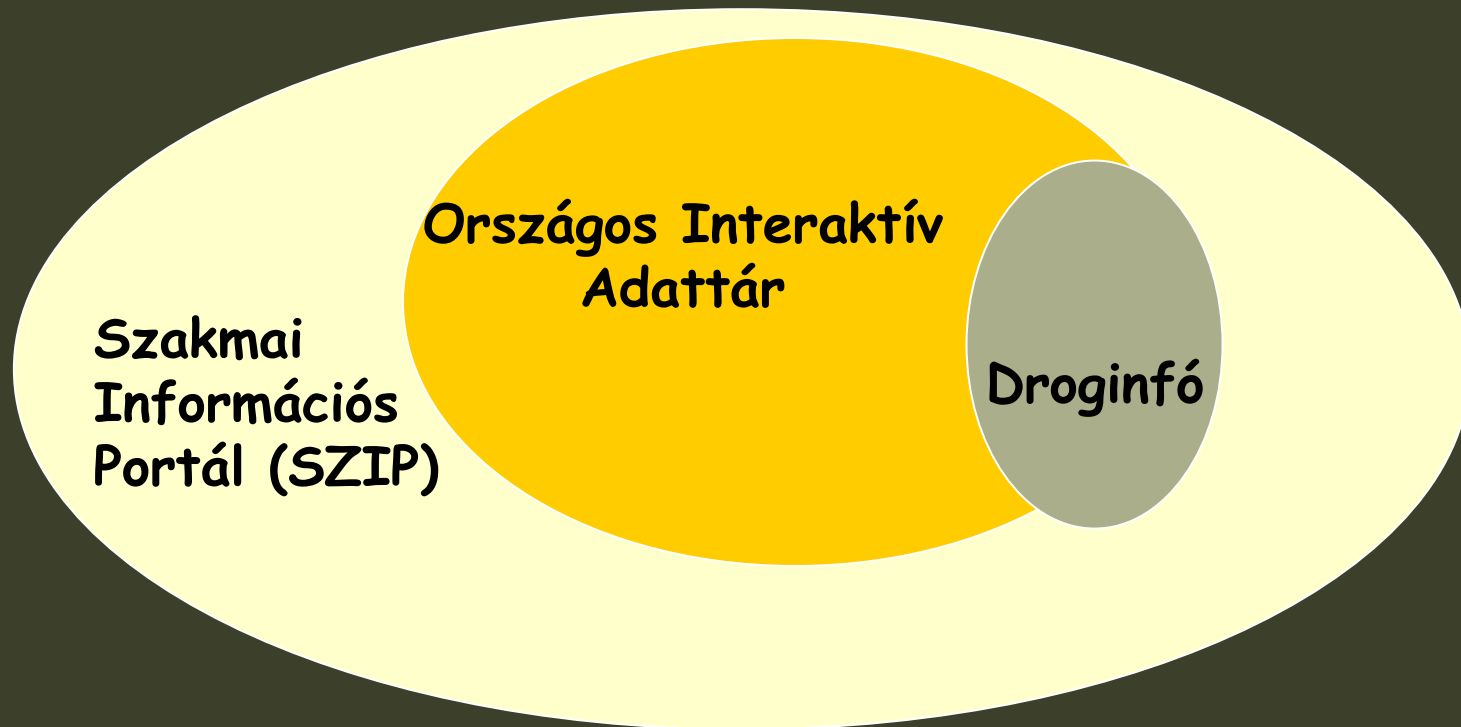 Országos Interaktív
Adattár
Szakmai
Információs
Portál (SZIP)
Droginfó